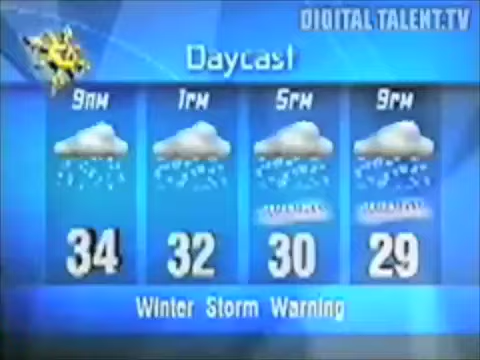 DIGITAL TALENT.TV
Daycast
9AM 1PM 5PM 9PM
34 32 30 29
Winter Storm Warning